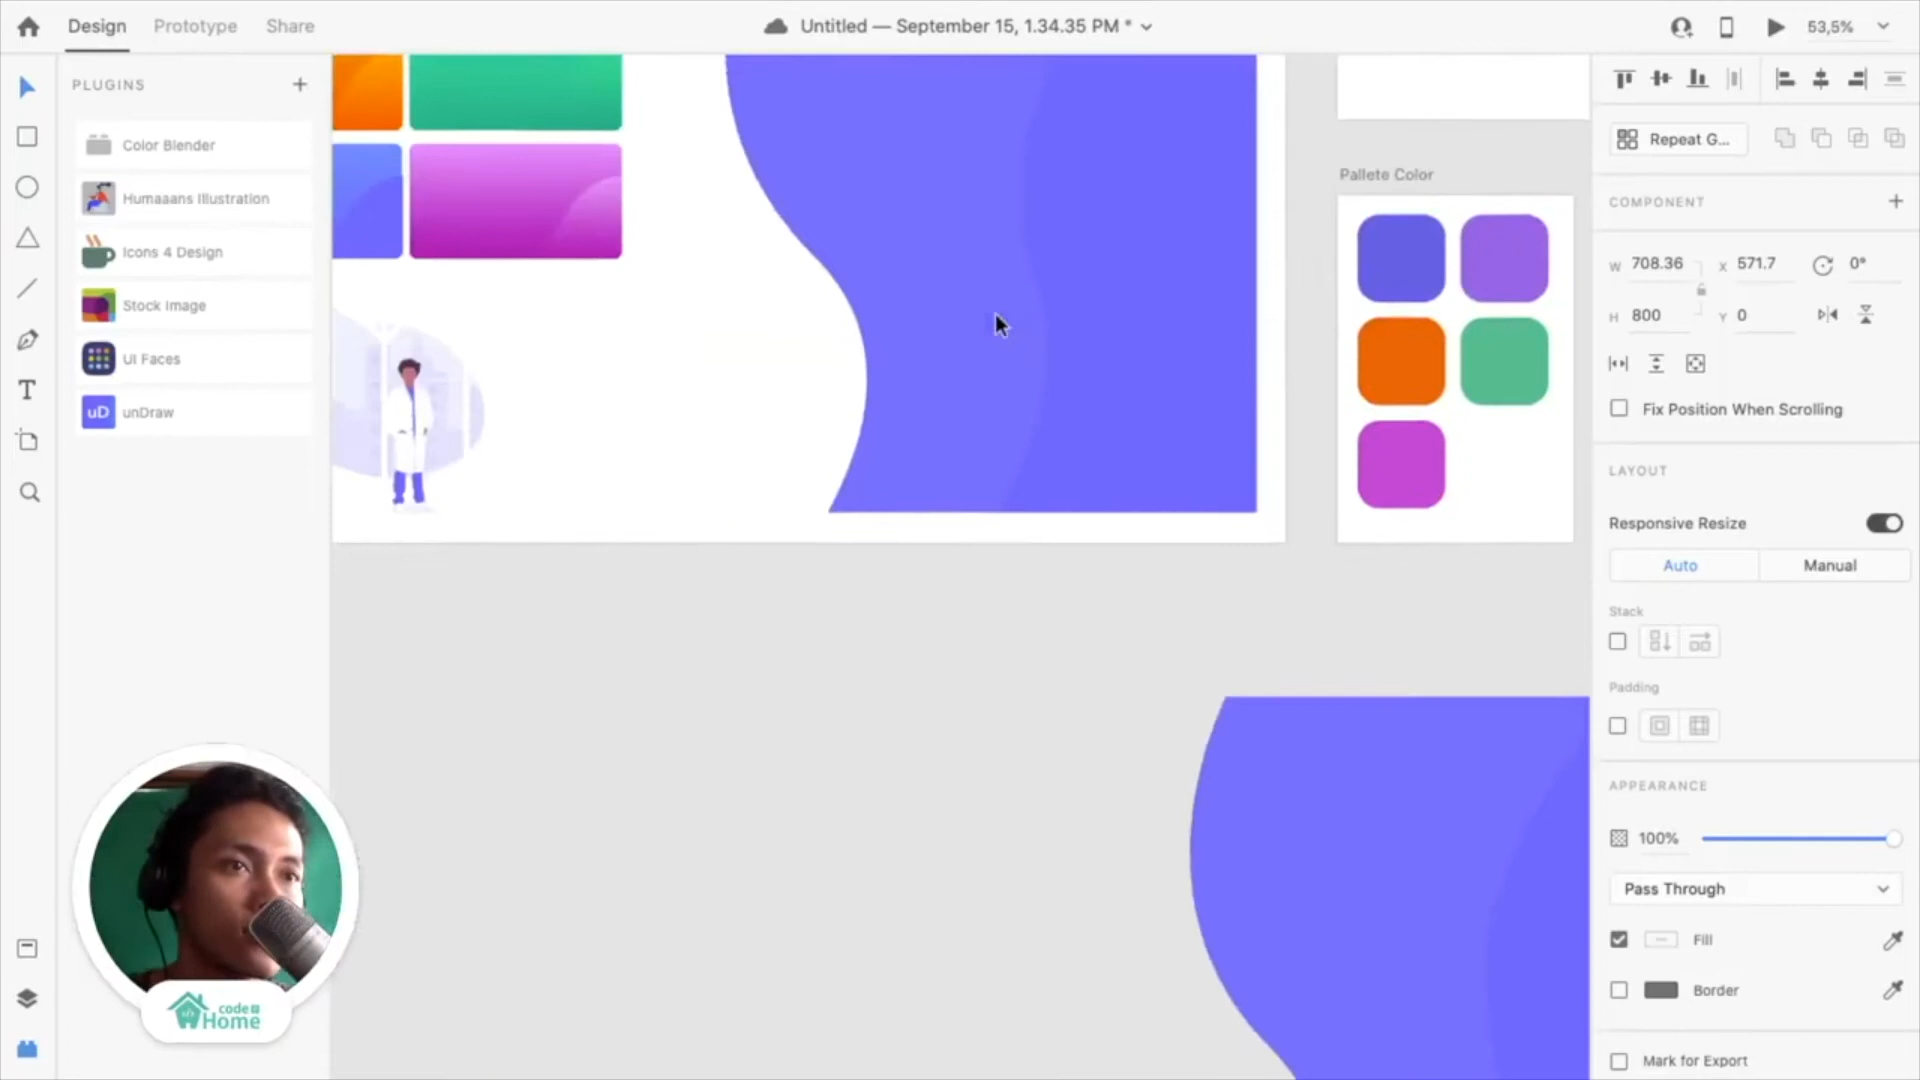 Design
Prototype
Share
Untitled — September 15, 1.34.35 PM *
53,5%
PLUGINS
Color Blender
Humaaans Illustration
Icons 4 Design
Stock Image
UI Faces
uD
unDraw
Pallete Color
Repeat G...
COMPONENT
W 708.36
X 571.7
0°
H 800
Y 0
Fix Position When Scrolling
LAYOUT
Responsive Resize
Auto
Manual
Stack
Padding
APPEARANCE
100%
Pass Through
Fill
Border
Mark for Export
code
Home